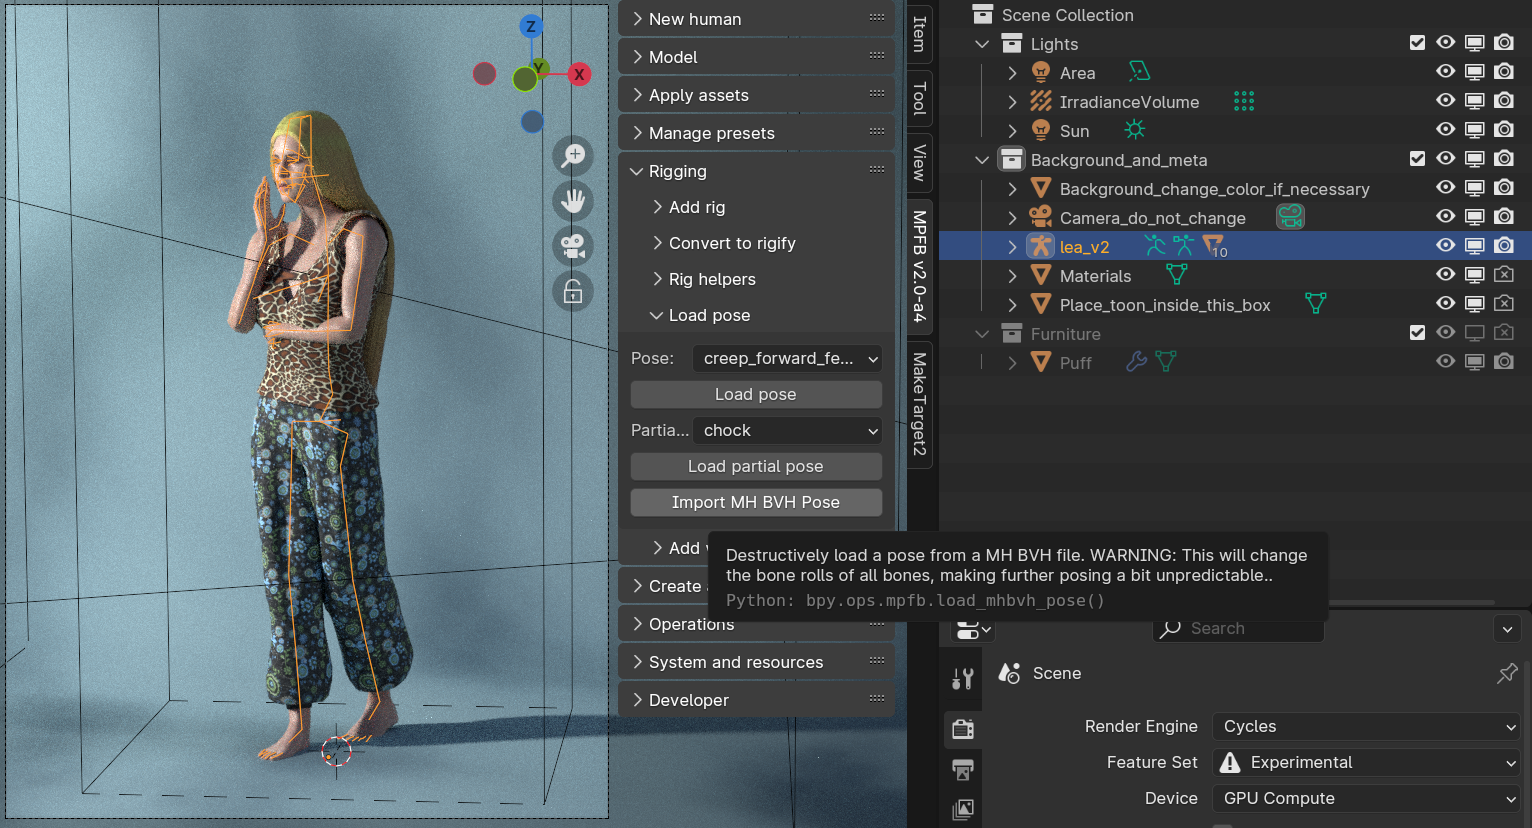 Z
Y
X
New human
Model
Apply assets
Manage presets
Rigging
Add rig
Convert to rigify
Rig helpers
Load pose
Pose: creep_forward_fe...
Load pose
Partia... chock
Load partial pose
Import MH BVH Pose
Add
Create
Operations
System and resources
Developer
Item
Tool
View
MPFB v2.0-a4
MakeTarget2
Scene Collection
Lights
Area
IrradianceVolume
Sun
Background_and_meta
Background_change_color_if_necessary
Camera_do_not_change
lea_v2 10
Materials
Place_toon_inside_this_box
Furniture
Puff
Destructively load a pose from a MH BVH file. WARNING: This will change
the bone rolls of all bones, making further posing a bit unpredictable..
Python: bpy.ops.mpfb.load_mhbvh_pose()
Search
Scene
Render Engine Cycles
Feature Set Experimental
Device GPU Compute